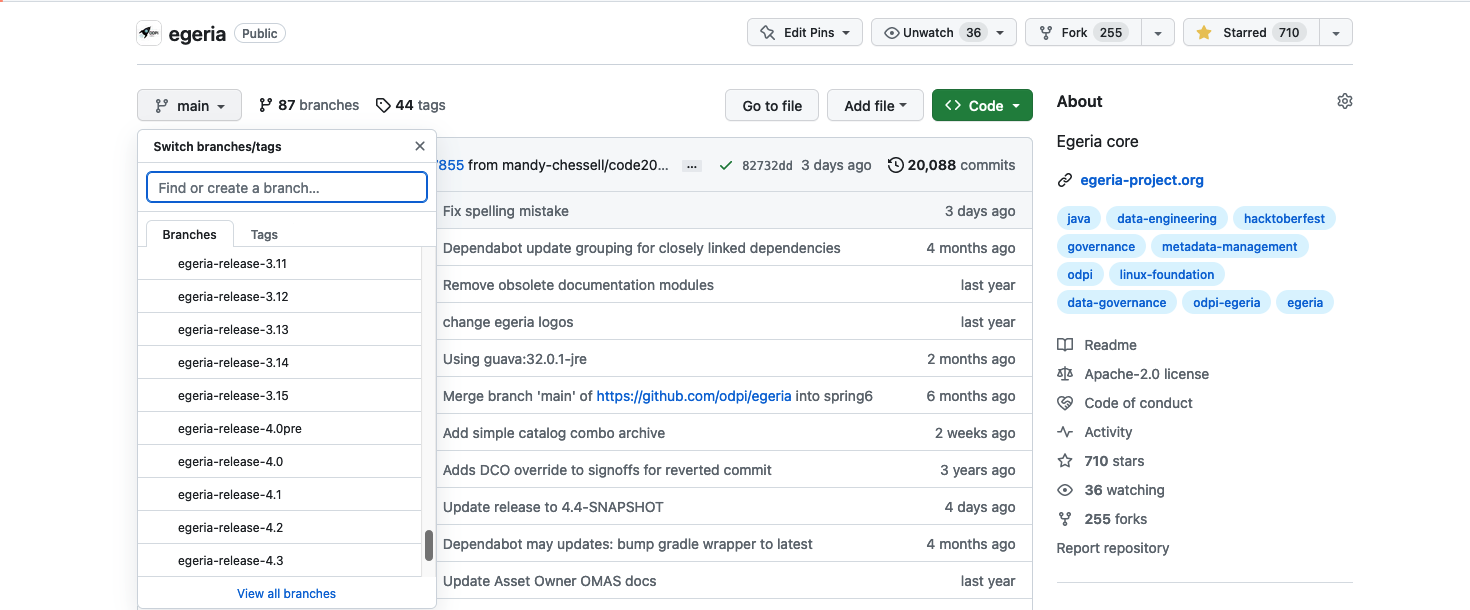 egeria Public
Edit Pins Unwatch 36 Fork 255 Starred 710
main 87 branches 44 tags Go to file Add file Code
Switch branches/tags
Find or create a branch...
Branches Tags
egeria-release-3.11
egeria-release-3.12
egeria-release-3.13
egeria-release-3.14
egeria-release-3.15
egeria-release-4.0pre
egeria-release-4.0
egeria-release-4.1
egeria-release-4.2
egeria-release-4.3
View all branches
855 from mandy-chessell/code20... ... 82732dd 3 days ago 20,088 commits
Fix spelling mistake 3 days ago
Dependabot update grouping for closely linked dependencies 4 months ago
Remove obsolete documentation modules last year
change egeria logos last year
Using guava:32.0.1-jre 2 months ago
Merge branch 'main' of https://github.com/odpi/egeria into spring6 6 months ago
Add simple catalog combo archive 2 weeks ago
Adds DCO override to signoffs for reverted commit 3 years ago
Update release to 4.4-SNAPSHOT 4 days ago
Dependabot may updates: bump gradle wrapper to latest 4 months ago
Update Asset Owner OMAS docs last year
About
Egeria core
egeria-project.org
java data-engineering hacktoberfest
governance metadata-management
odpi linux-foundation
data-governance odpi-egeria egeria
Readme
Apache-2.0 license
Code of conduct
Activity
710 stars
36 watching
255 forks
Report repository